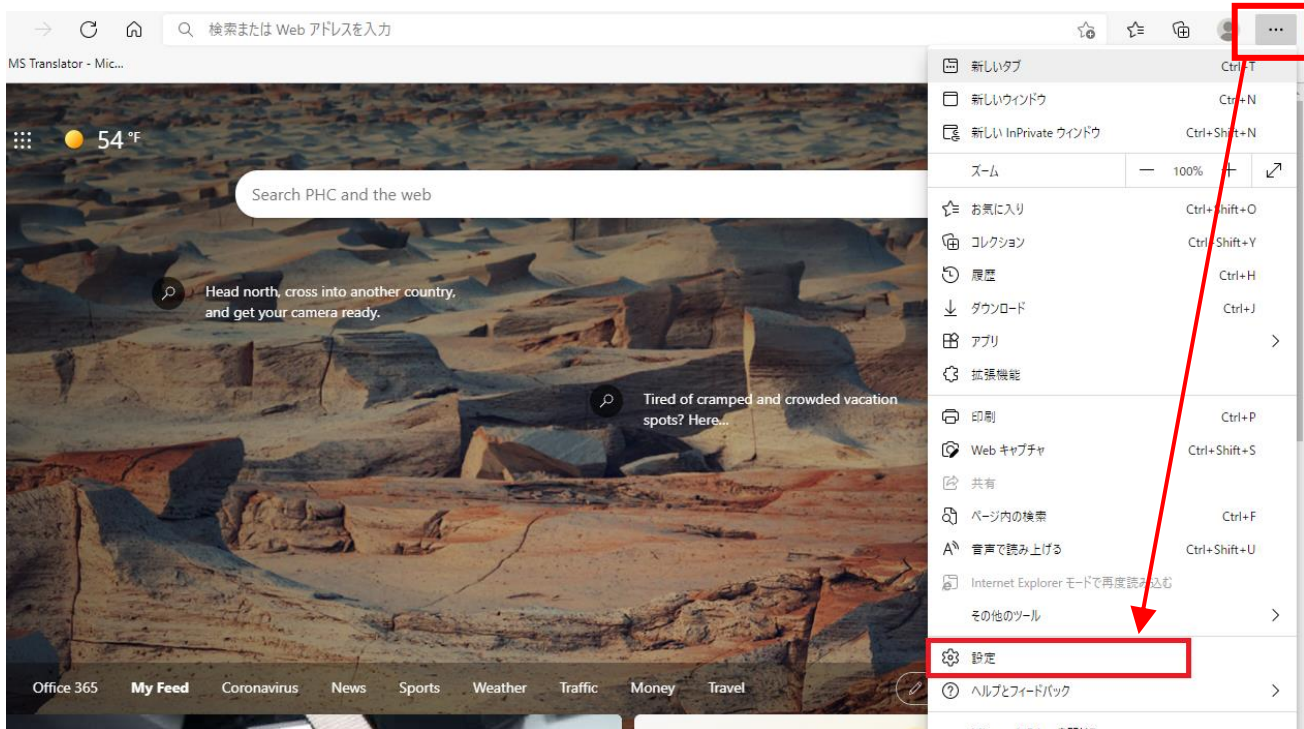 検索または Web アドレスを入力
MS Translator - Mic...
54 °F
Search PHC and the web
Head north, cross into another country,
and get your camera ready.
Tired of cramped and crowded vacation
spots? Here...
Office 365 My Feed Coronavirus News Sports Weather Traffic Money Travel
新しいタブ Ctrl+T
新しいウィンドウ Ctrl+N
新しい InPrivate ウィンドウ Ctrl+Shift+N
ズーム — 100% +
お気に入り Ctrl+Shift+O
コレクション Ctrl+Shift+Y
履歴 Ctrl+H
ダウンロード Ctrl+J
アプリ
拡張機能
印刷 Ctrl+P
Web キャプチャ Ctrl+Shift+S
共有
ページ内の検索 Ctrl+F
音声で読み上げる Ctrl+Shift+U
Internet Explorer モードで再度読み込む
その他のツール
設定
ヘルプとフィードバック